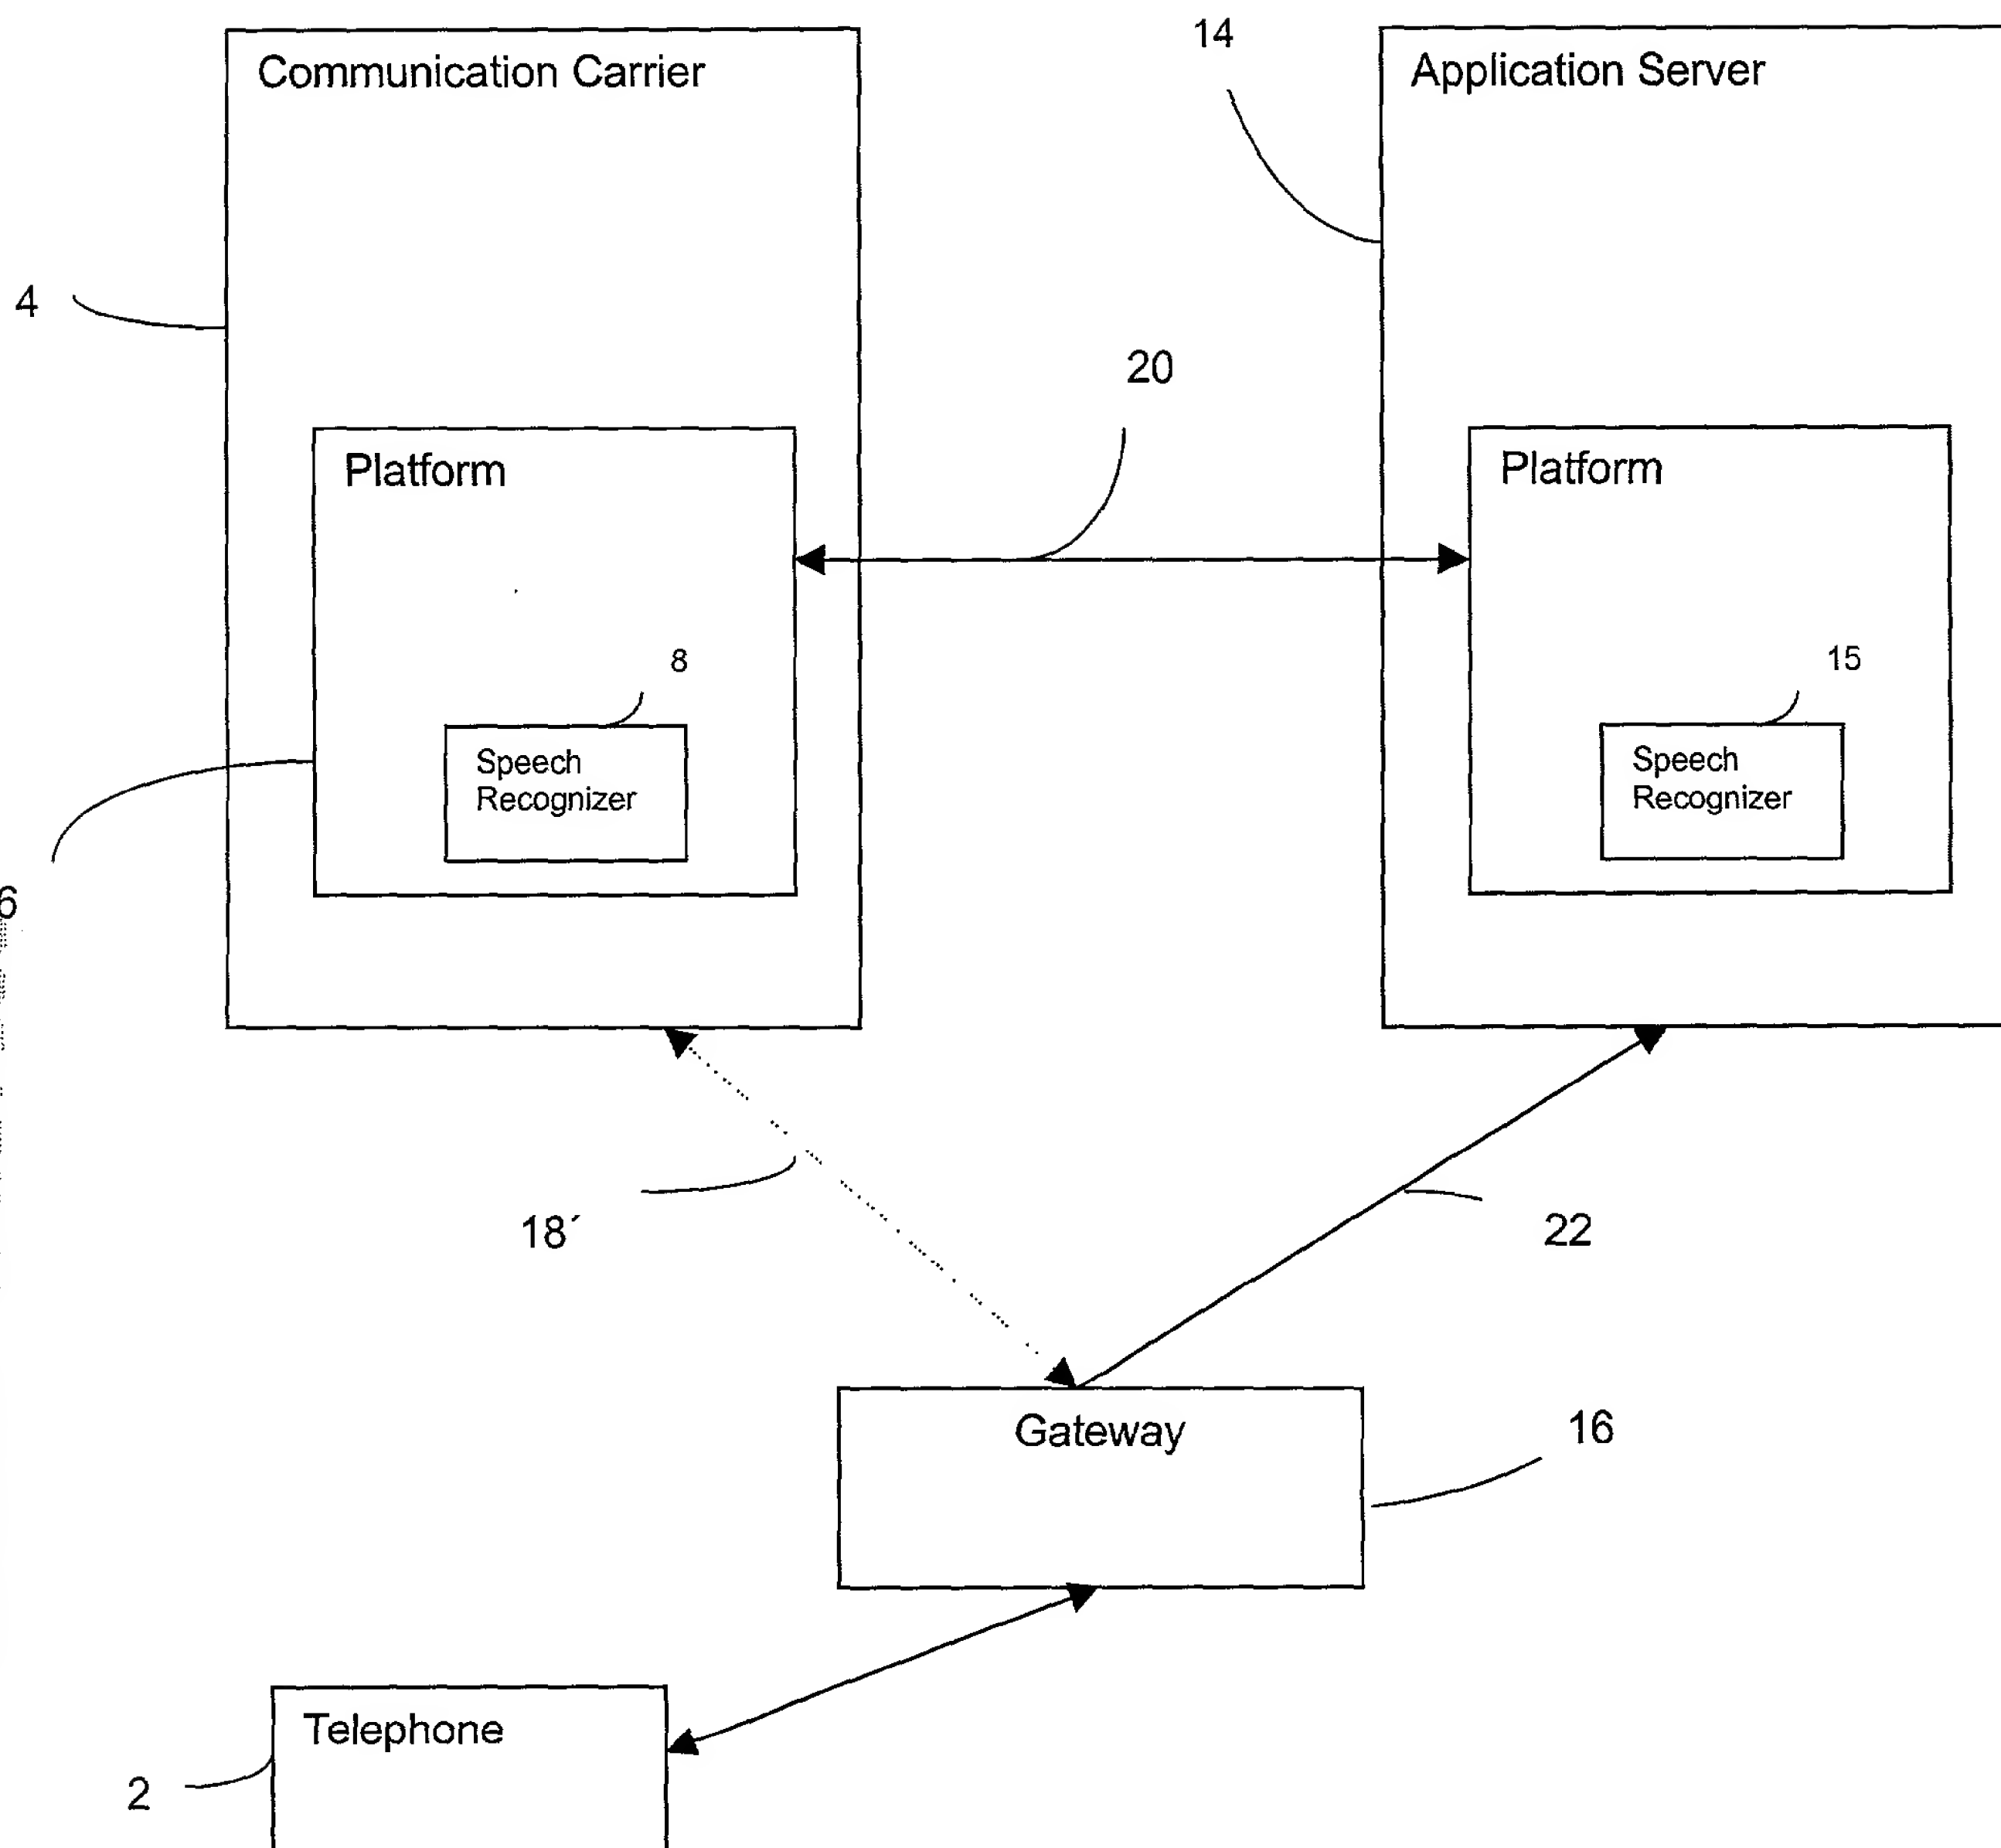 14
Communication Carrier
Application Server
4
20
Platform
Platform
8
15
Speech
Recognizer
Speech
Recognizer
6
18´
22
Gateway
16
Telephone
2